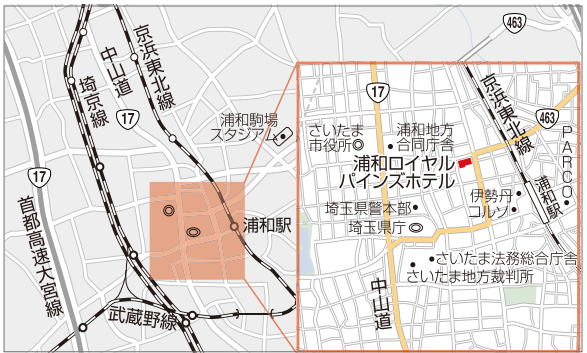 京浜東北線
中山道
埼京線
17
浦和駒場
スタジアム
17
首都高速大宮線
浦和駅
武蔵野線
463
17
京浜東北線
463
さいたま
市役所
浦和地方
合同庁舎
浦和ロイヤル
パインズホテル
PARCO
伊勢丹
コルソ
浦和駅
埼玉県警本部
埼玉県庁
さいたま法務総合庁舎
さいたま地方裁判所
中山道